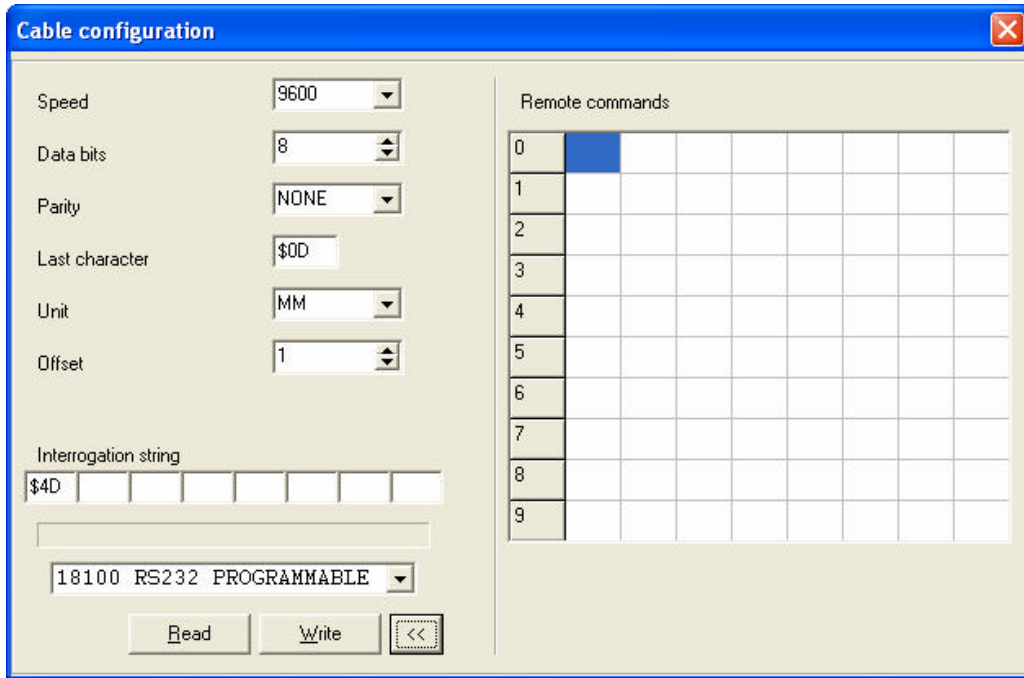 Cable configuration
Speed 9600
Data bits 8
Parity NONE
Last character $0D
Unit MM
Offset 1
Interrogation string
$4D
18100 RS232 PROGRAMMABLE
Read Write <<
Remote commands
0
1
2
3
4
5
6
7
8
9